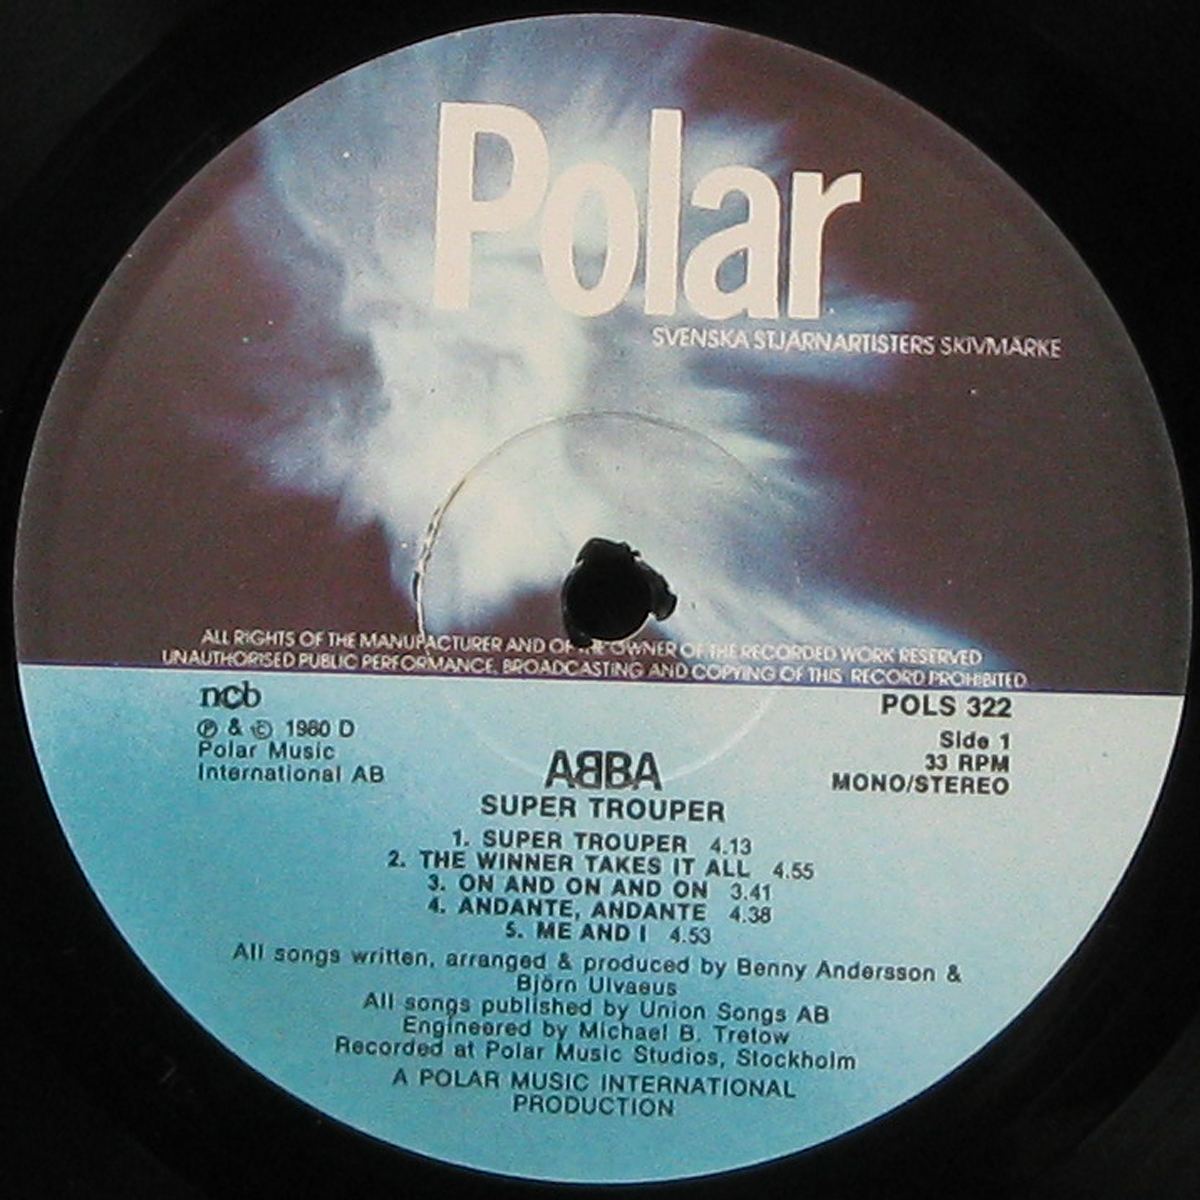 Polar
SVENSKA STJÄRNARTISTERS SKIVMÄRKE
ALL RIGHTS OF THE MANUFACTURER AND OF THE OWNER OF THE RECORDED WORK RESERVED
UNAUTHORISED PUBLIC PERFORMANCE, BROADCASTING AND COPYING OF THIS RECORD PROHIBITED
ncb
℗ & © 1980 D
Polar Music
International AB
POLS 322
Side 1
33 RPM
MONO/STEREO
ABBA
SUPER TROUPER
1. SUPER TROUPER 4.13
2. THE WINNER TAKES IT ALL 4.55
3. ON AND ON AND ON 3.41
4. ANDANTE, ANDANTE 4.38
5. ME AND I 4.53
All songs written, arranged & produced by Benny Andersson &
Björn Ulvaeus
All songs published by Union Songs AB
Engineered by Michael B. Tretow
Recorded at Polar Music Studios, Stockholm
A POLAR MUSIC INTERNATIONAL
PRODUCTION